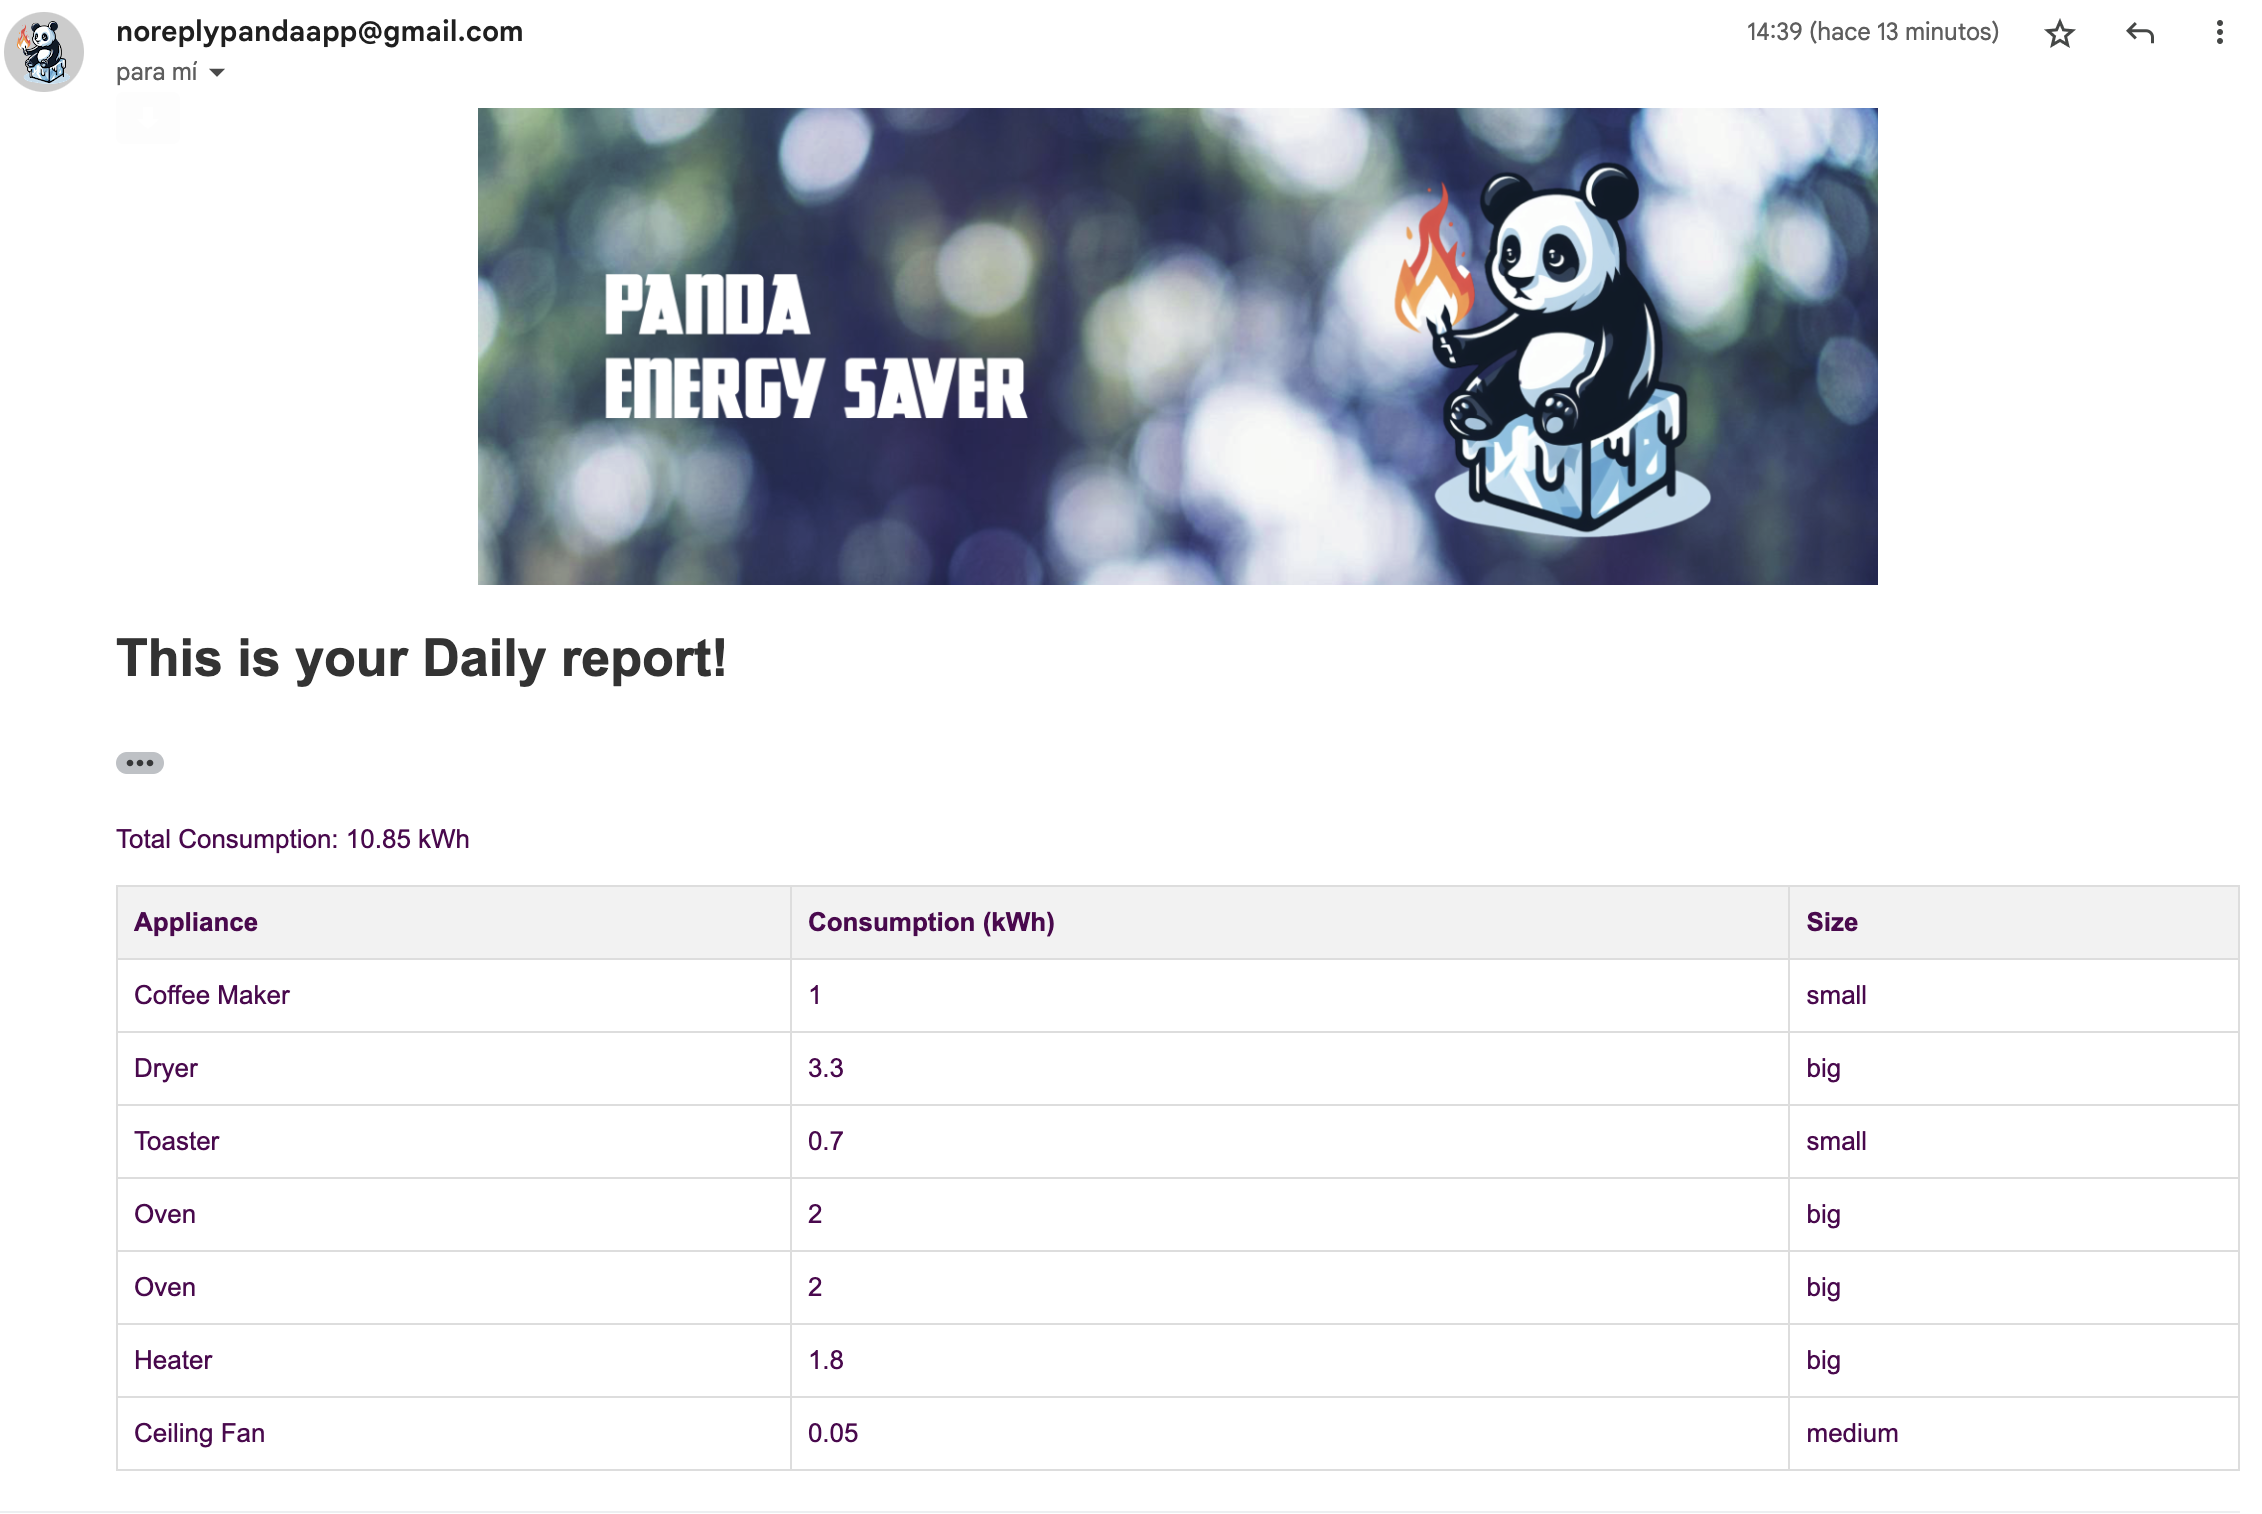 noreplypandaapp@gmail.com
14:39 (hace 13 minutos)
para mí
PANDA
ENERGY SAVER
This is your Daily report!
Total Consumption: 10.85 kWh
Appliance Consumption (kWh) Size
Coffee Maker 1 small
Dryer 3.3 big
Toaster 0.7 small
Oven 2 big
Oven 2 big
Heater 1.8 big
Ceiling Fan 0.05 medium